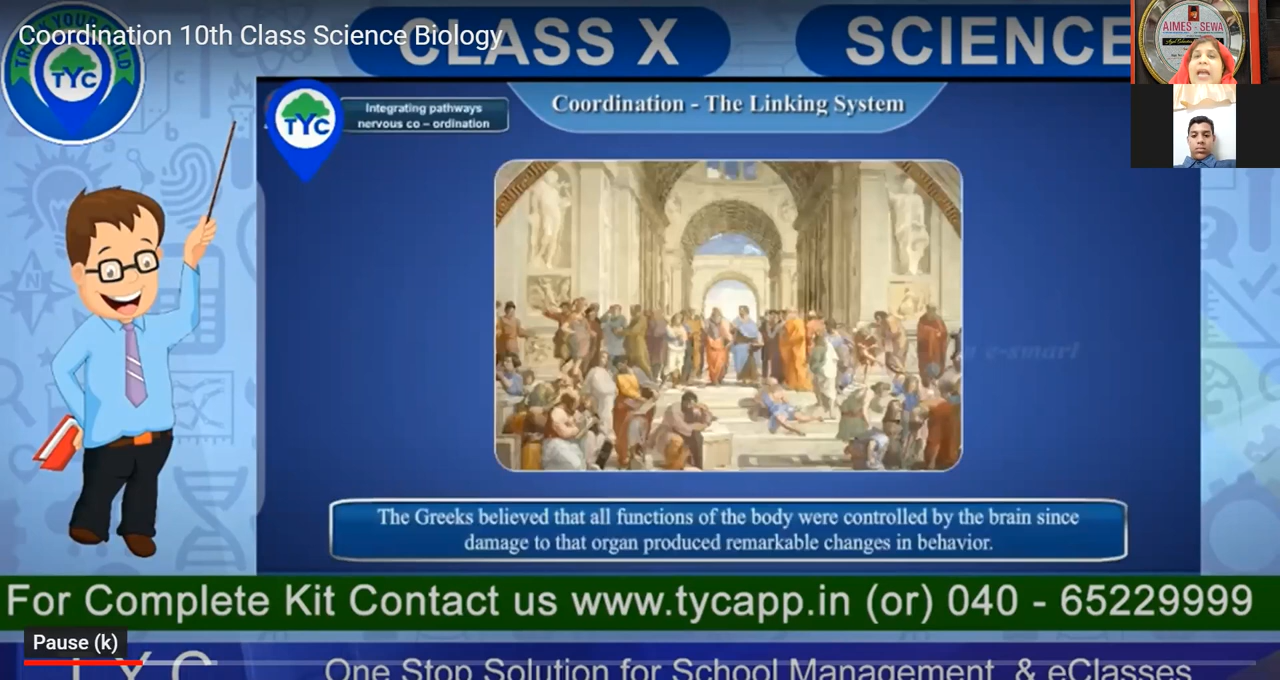 Coordination 10th Class Science Biology
CLASS X
SCIENCE
TYC
TYC
Integrating pathways
nervous co – ordination
Coordination - The Linking System
AIMES - SEWA
e-smart
The Greeks believed that all functions of the body were controlled by the brain since
damage to that organ produced remarkable changes in behavior.
For Complete Kit Contact us www.tycapp.in (or) 040 - 65229999
Pause (k)
TYC
One Stop Solution for School Management & eClasses